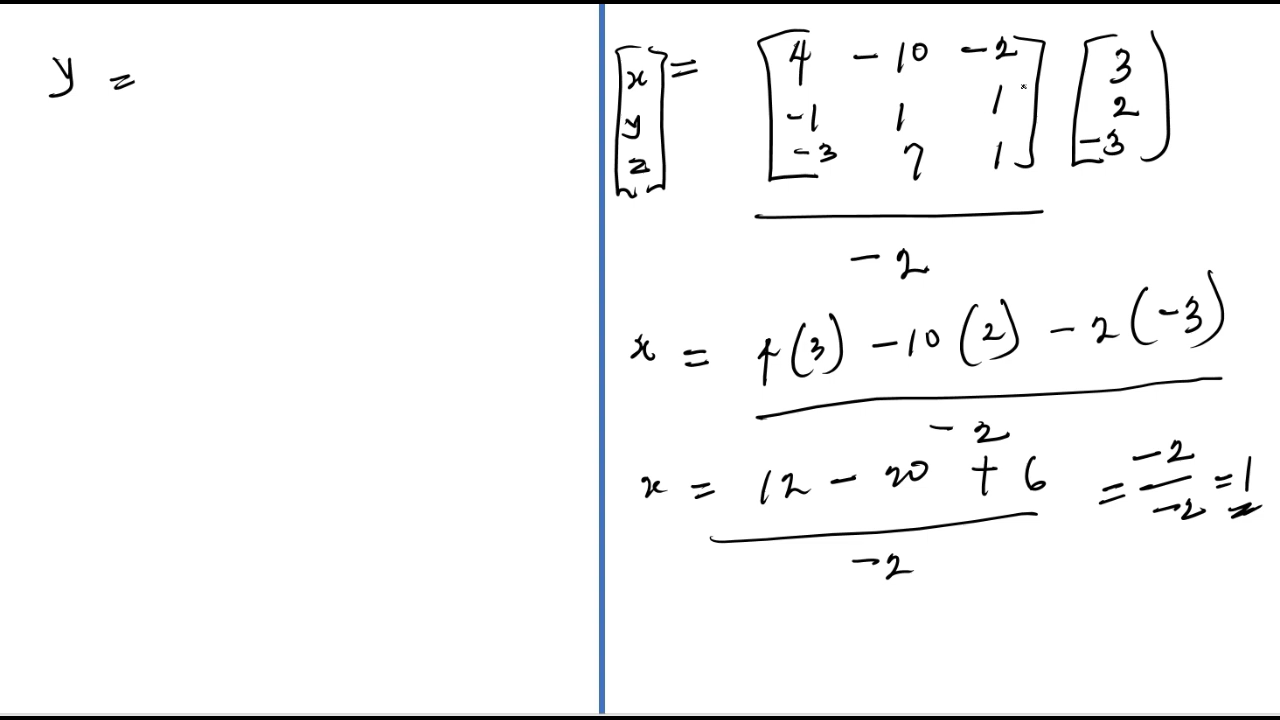 y =
[x y z] = [4 -10 -2 -1 1 1 -3 7 1] [3 2 -3)
-2
x = 4(3) -10(2) -2(-3)
-2
x = 12 - 20 + 6 = -2 = 1
-2
-2